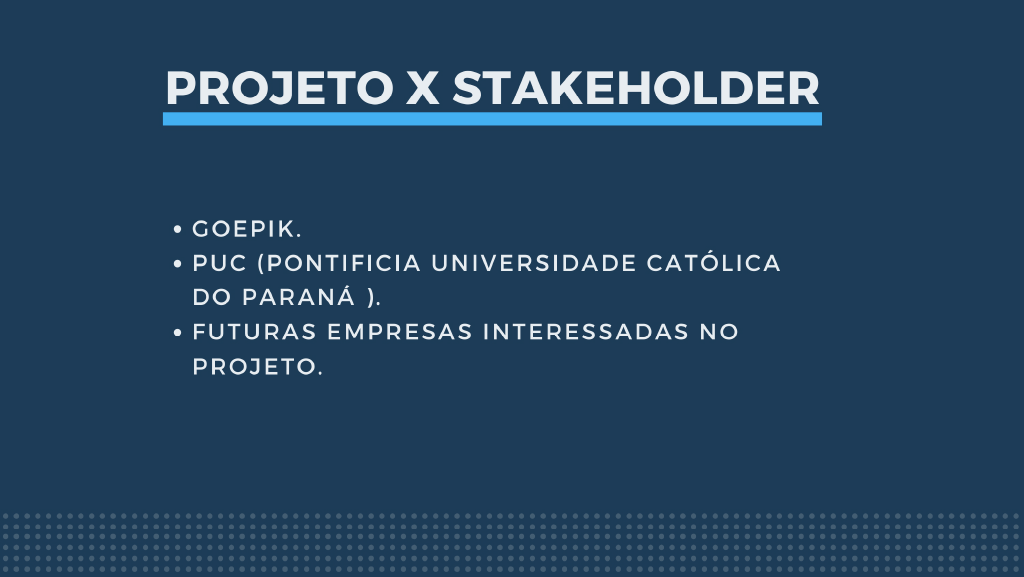 PROJETO X STAKEHOLDER
• GOEPIK.
• PUC (PONTIFICIA UNIVERSIDADE CATÓLICA
DO PARANÁ ).
• FUTURAS EMPRESAS INTERESSADAS NO
PROJETO.